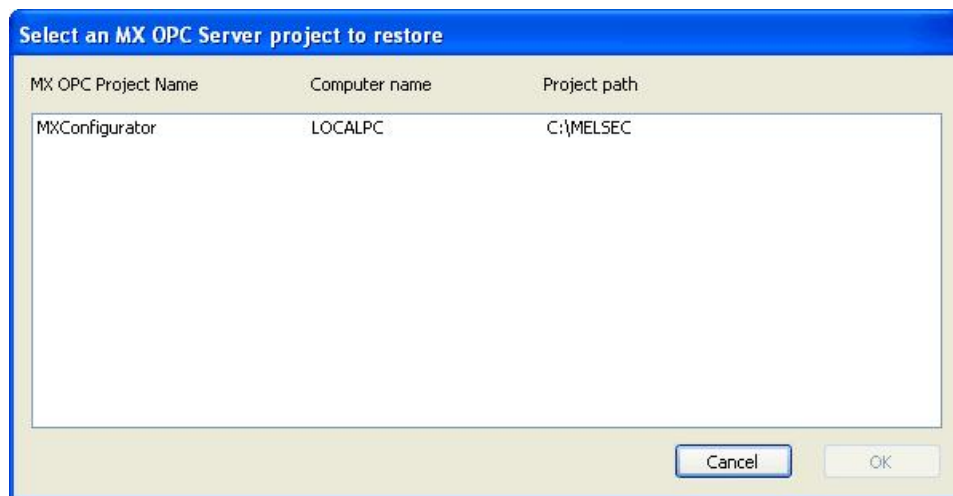 Select an MX OPC Server project to restore
MX OPC Project Name Computer name Project path
MXConfigurator LOCALPC C:\MELSEC
Cancel OK